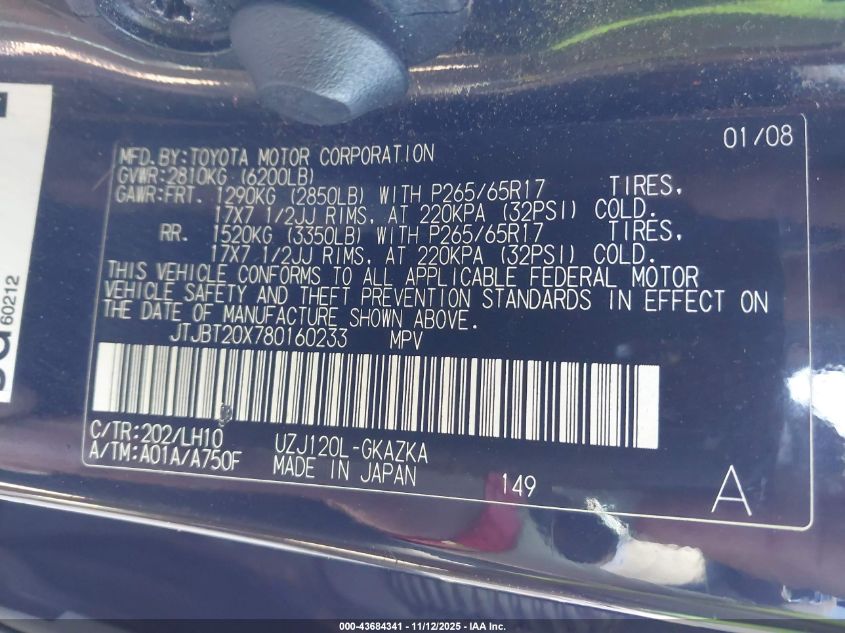 01/08
MFD.BY:TOYOTA MOTOR CORPORATION
GVWR:2810KG (6200LB)
GAWR:FRT. 1290KG (2850LB) WITH P265/65R17 TIRES,
17X7 1/2JJ RIMS, AT 220KPA (32PSI) COLD.
RR. 1520KG (3350LB) WITH P265/65R17 TIRES,
17X7 1/2JJ RIMS, AT 220KPA (32PSI) COLD.
THIS VEHICLE CONFORMS TO ALL APPLICABLE FEDERAL MOTOR
VEHICLE SAFETY AND THEFT PREVENTION STANDARDS IN EFFECT ON
THE DATE OF MANUFACTURE SHOWN ABOVE.
JTJBT20X780160233 MPV
C/TR:202/LH10 UZJ120L-GKAZKA
A/TM:A01A/A750F MADE IN JAPAN 149 A
60212
000-43684341 - 11/12/2025 - IAA Inc.